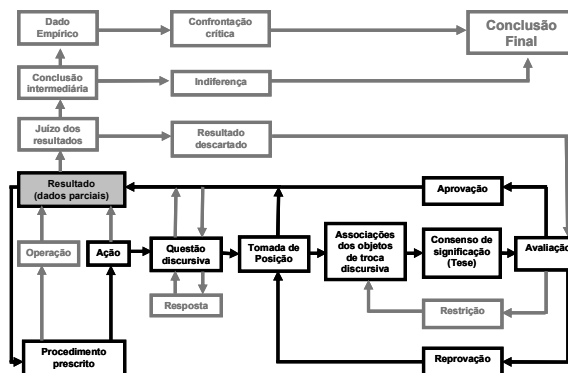 Dado
Empírico
Confrontação
crítica
Conclusão
Final
Conclusão
intermediária
Indiferença
Juízo dos
resultados
Resultado
descartado
Resultado
(dados parciais)
Aprovação
Operação
Ação
Questão
discursiva
Tomada de
Posição
Associações
dos objetos
de troca
discursiva
Consenso de
significação
(Tese)
Avaliação
Resposta
Restrição
Procedimento
prescrito
Reprovação